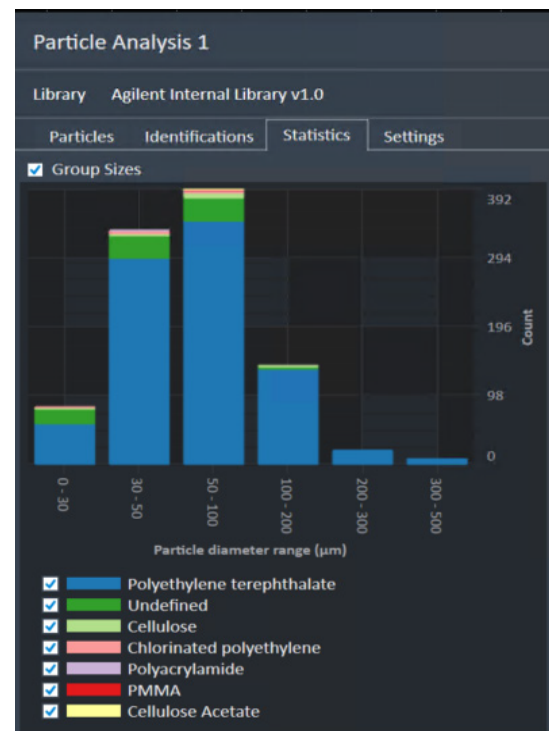 Particle Analysis 1
Library Agilent Internal Library v1.0
Particles Identifications Statistics Settings
Group Sizes
392
294
196
98
0
Count
0 - 30
30 - 50
50 - 100
100 - 200
200 - 300
300 - 500
Particle diameter range (μm)
Polyethylene terephthalate
Undefined
Cellulose
Chlorinated polyethylene
Polyacrylamide
PMMA
Cellulose Acetate